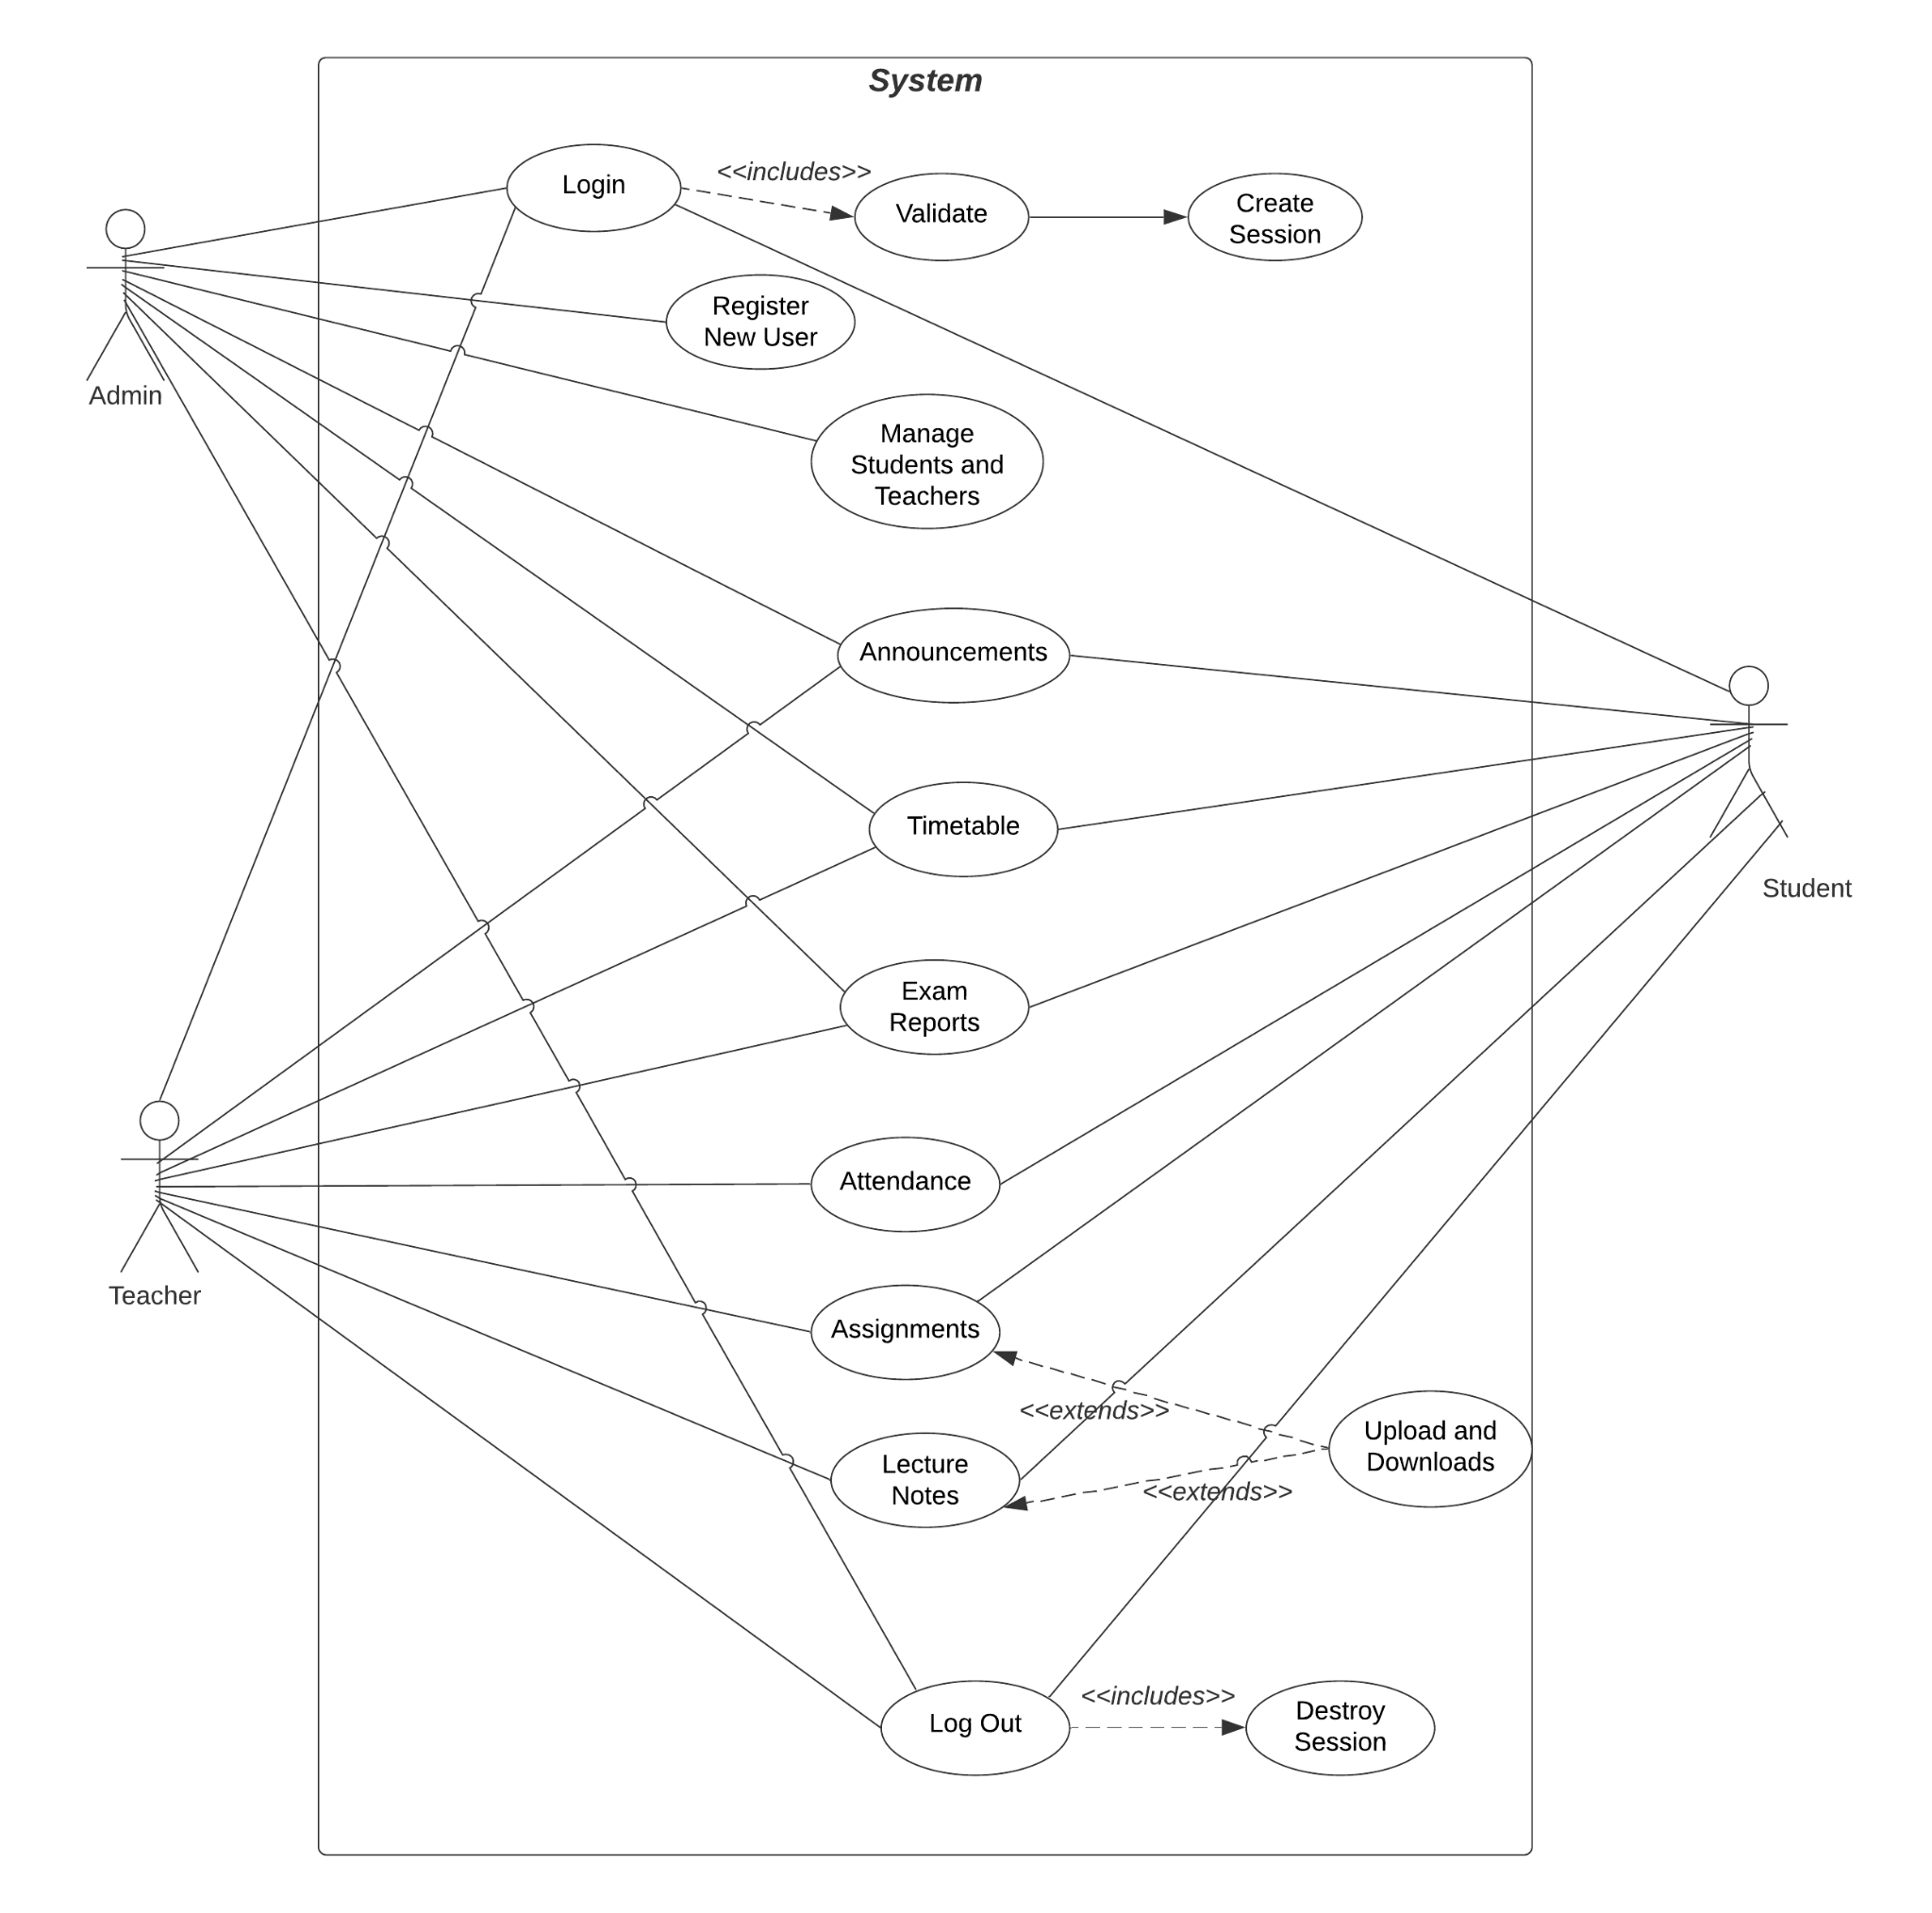 System
Login
<<includes>>
Validate
Create
Session
Register
New User
Admin
Manage
Students and
Teachers
Announcements
Timetable
Student
Exam
Reports
Attendance
Teacher
Assignments
<<extends>>
Upload and
Downloads
Lecture
Notes
<<extends>>
Log Out
<<includes>>
Destroy
Session